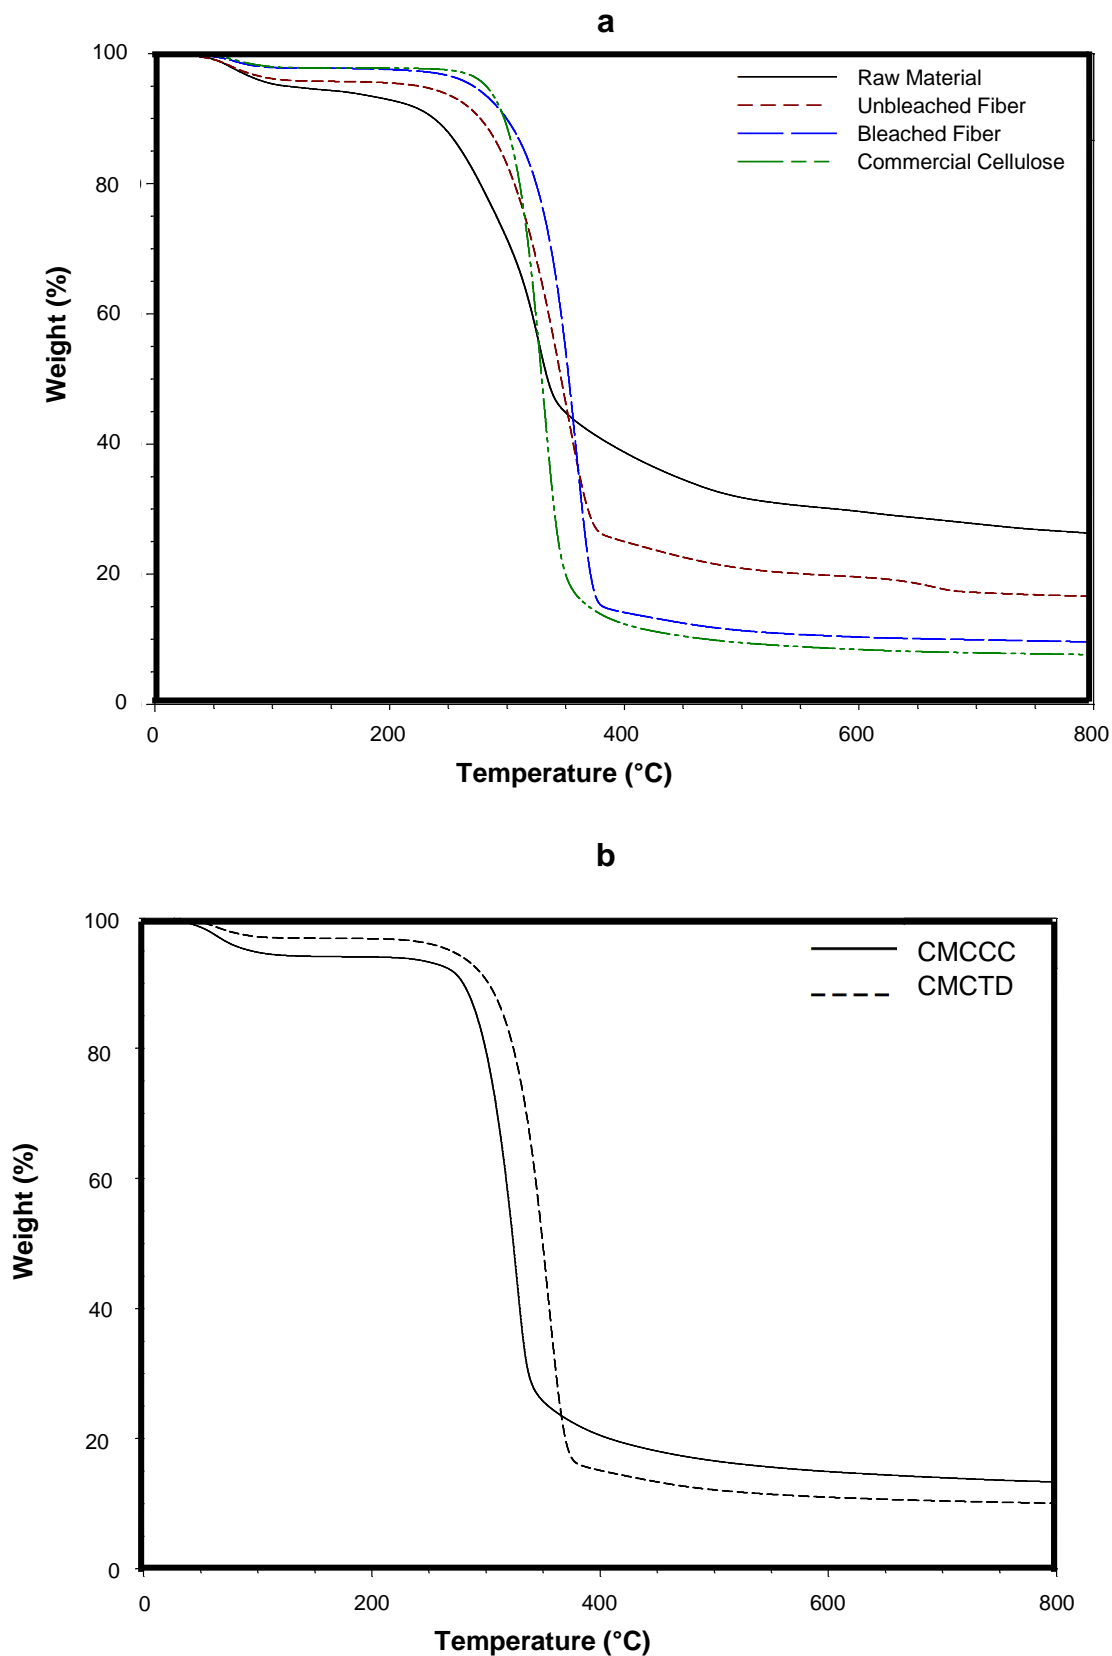 a
100
80
60
40
20
0
Weight (%)
Raw Material
Unbleached Fiber
Bleached Fiber
Commercial Cellulose
0 200 400 600 800
Temperature (°C)
b
100
80
60
40
20
0
Weight (%)
CMCCC
CMCTD
0 200 400 600 800
Temperature (°C)